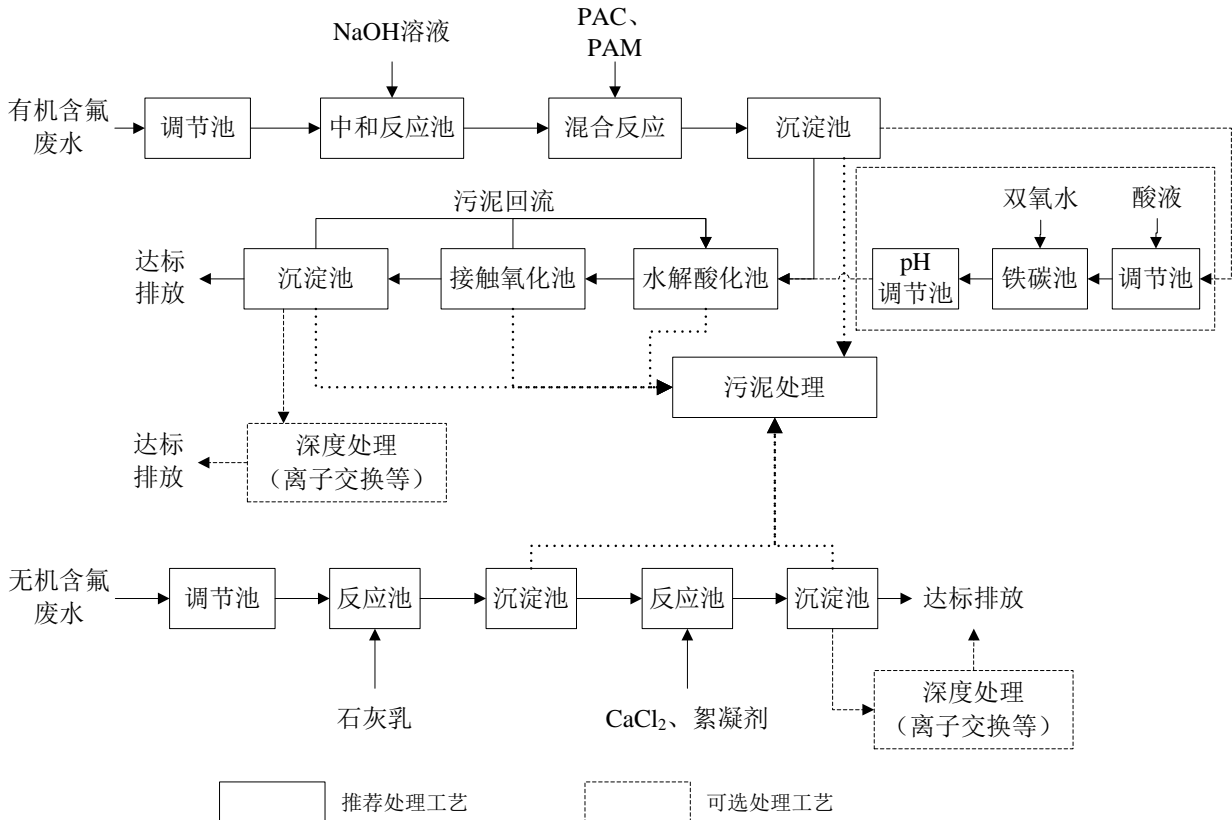 NaOH溶液
PAC、
PAM
有机含氟
废水
调节池
中和反应池
混合反应
沉淀池
污泥回流
双氧水
酸液
达标
排放
沉淀池
接触氧化池
水解酸化池
pH
调节池
铁碳池
调节池
污泥处理
达标
排放
深度处理
（离子交换等）
无机含氟
废水
调节池
反应池
沉淀池
反应池
沉淀池
达标排放
石灰乳
CaCl₂、絮凝剂
深度处理
（离子交换等）
推荐处理工艺
可选处理工艺